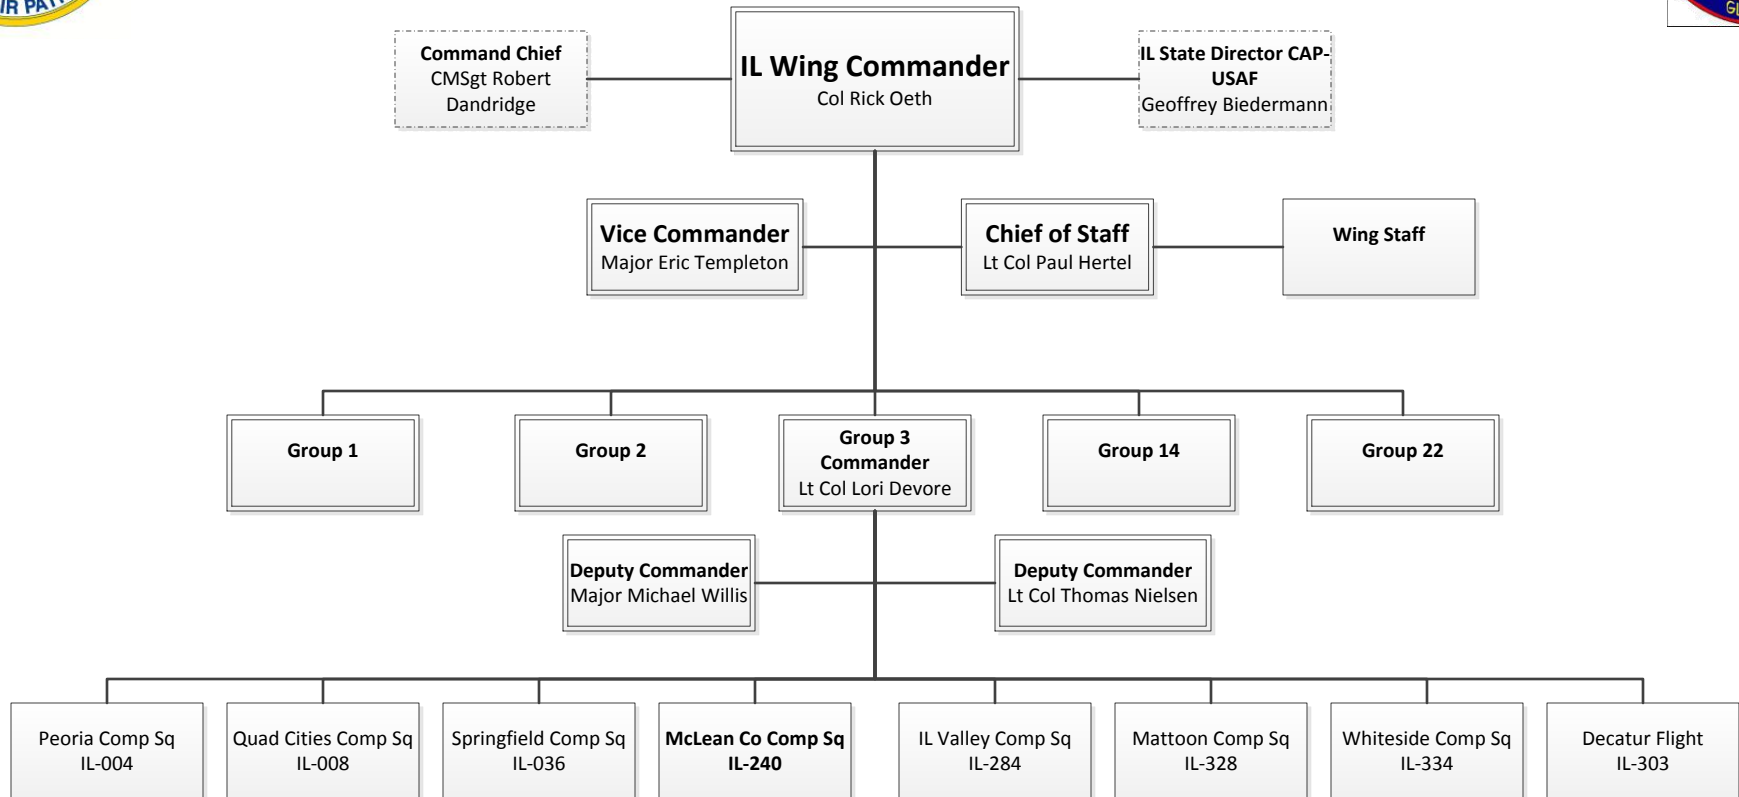 IR PAT
GL
Command Chief
CMSgt Robert
Dandridge
IL Wing Commander
Col Rick Oeth
IL State Director CAP-
USAF
Geoffrey Biedermann
Vice Commander
Major Eric Templeton
Chief of Staff
Lt Col Paul Hertel
Wing Staff
Group 1
Group 2
Group 3
Commander
Lt Col Lori Devore
Group 14
Group 22
Deputy Commander
Major Michael Willis
Deputy Commander
Lt Col Thomas Nielsen
Peoria Comp Sq
IL-004
Quad Cities Comp Sq
IL-008
Springfield Comp Sq
IL-036
McLean Co Comp Sq
IL-240
IL Valley Comp Sq
IL-284
Mattoon Comp Sq
IL-328
Whiteside Comp Sq
IL-334
Decatur Flight
IL-303